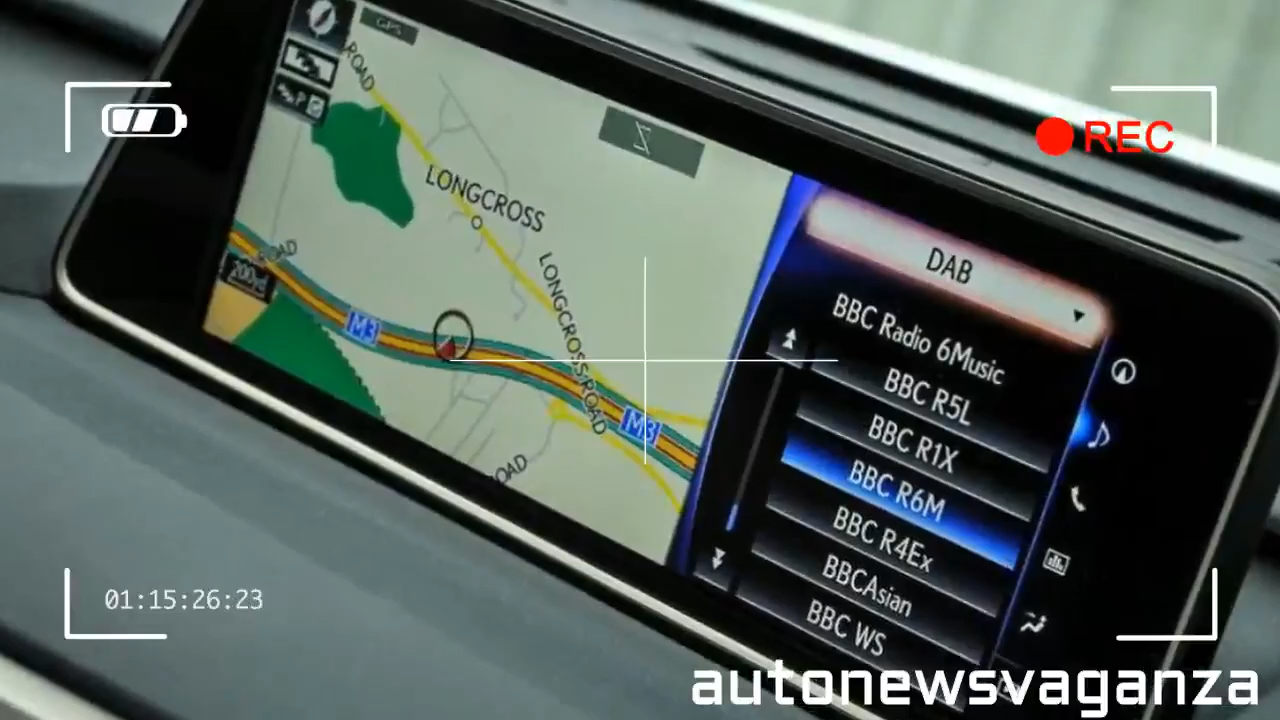 GPS
ROAD
P
REC
LONGCROSS
ROAD
200yd
M3
LONGCROSS ROAD
M3
ROAD
DAB
BBC Radio 6Music
BBC R5L
BBC R1X
BBC R6M
BBC R4Ex
BBCAsian
BBC WS
01:15:26:23
autonewsvaganza